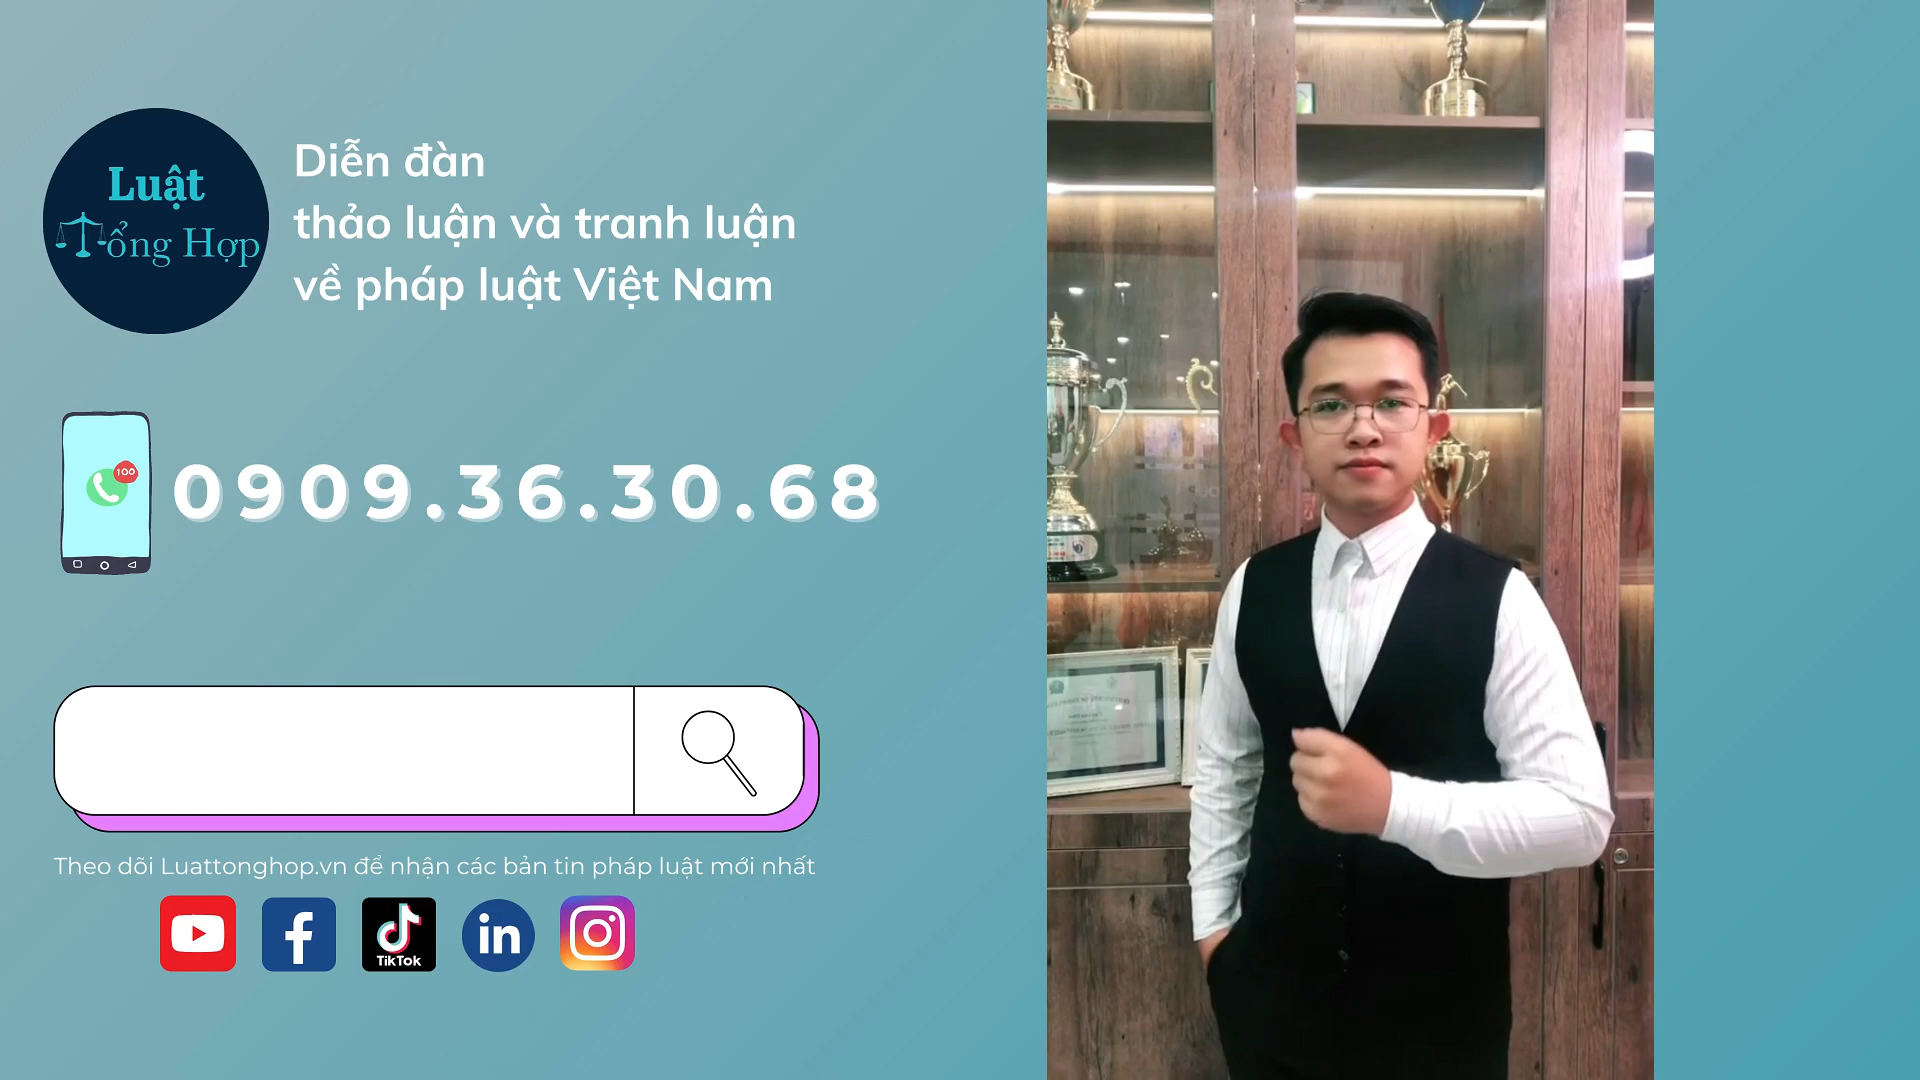 Luật
Tổng Hợp
Diễn đàn
thảo luận và tranh luận
về pháp luật Việt Nam
100
0909.36.30.68
Theo dõi Luattonghop.vn để nhận các bản tin pháp luật mới nhất
f
TikTok
in